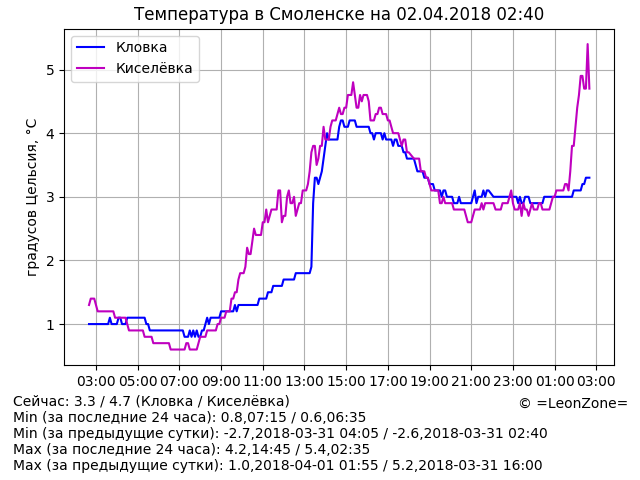 Температура в Смоленске на 02.04.2018 02:40
Кловка
Киселёвка
градусов Цельсия, °C
5
4
3
2
1
03:00 05:00 07:00 09:00 11:00 13:00 15:00 17:00 19:00 21:00 23:00 01:00 03:00
Сейчас: 3.3 / 4.7 (Кловка / Киселёвка)
© =LeonZone=
Min (за последние 24 часа): 0.8,07:15 / 0.6,06:35
Min (за предыдущие сутки): -2.7,2018-03-31 04:05 / -2.6,2018-03-31 02:40
Max (за последние 24 часа): 4.2,14:45 / 5.4,02:35
Max (за предыдущие сутки): 1.0,2018-04-01 01:55 / 5.2,2018-03-31 16:00